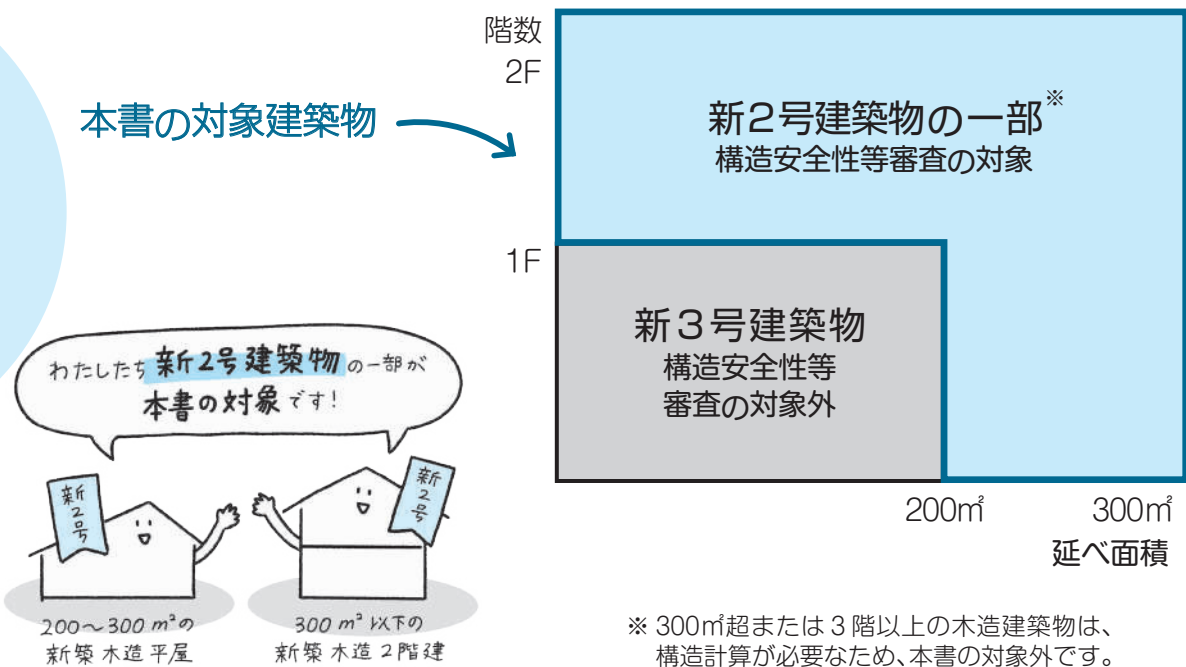 階数
2F
本書の対象建築物
新2号建築物の一部※
構造安全性等審査の対象
1F
新3号建築物
構造安全性等
審査の対象外
200㎡
300㎡
延べ面積
わたしたち新2号建築物の一部が
本書の対象です!
新2号
新2号
200〜300m²の
新築木造平屋
300m²以下の
新築木造2階建
※ 300㎡超または3階以上の木造建築物は、
構造計算が必要なため、本書の対象外です。